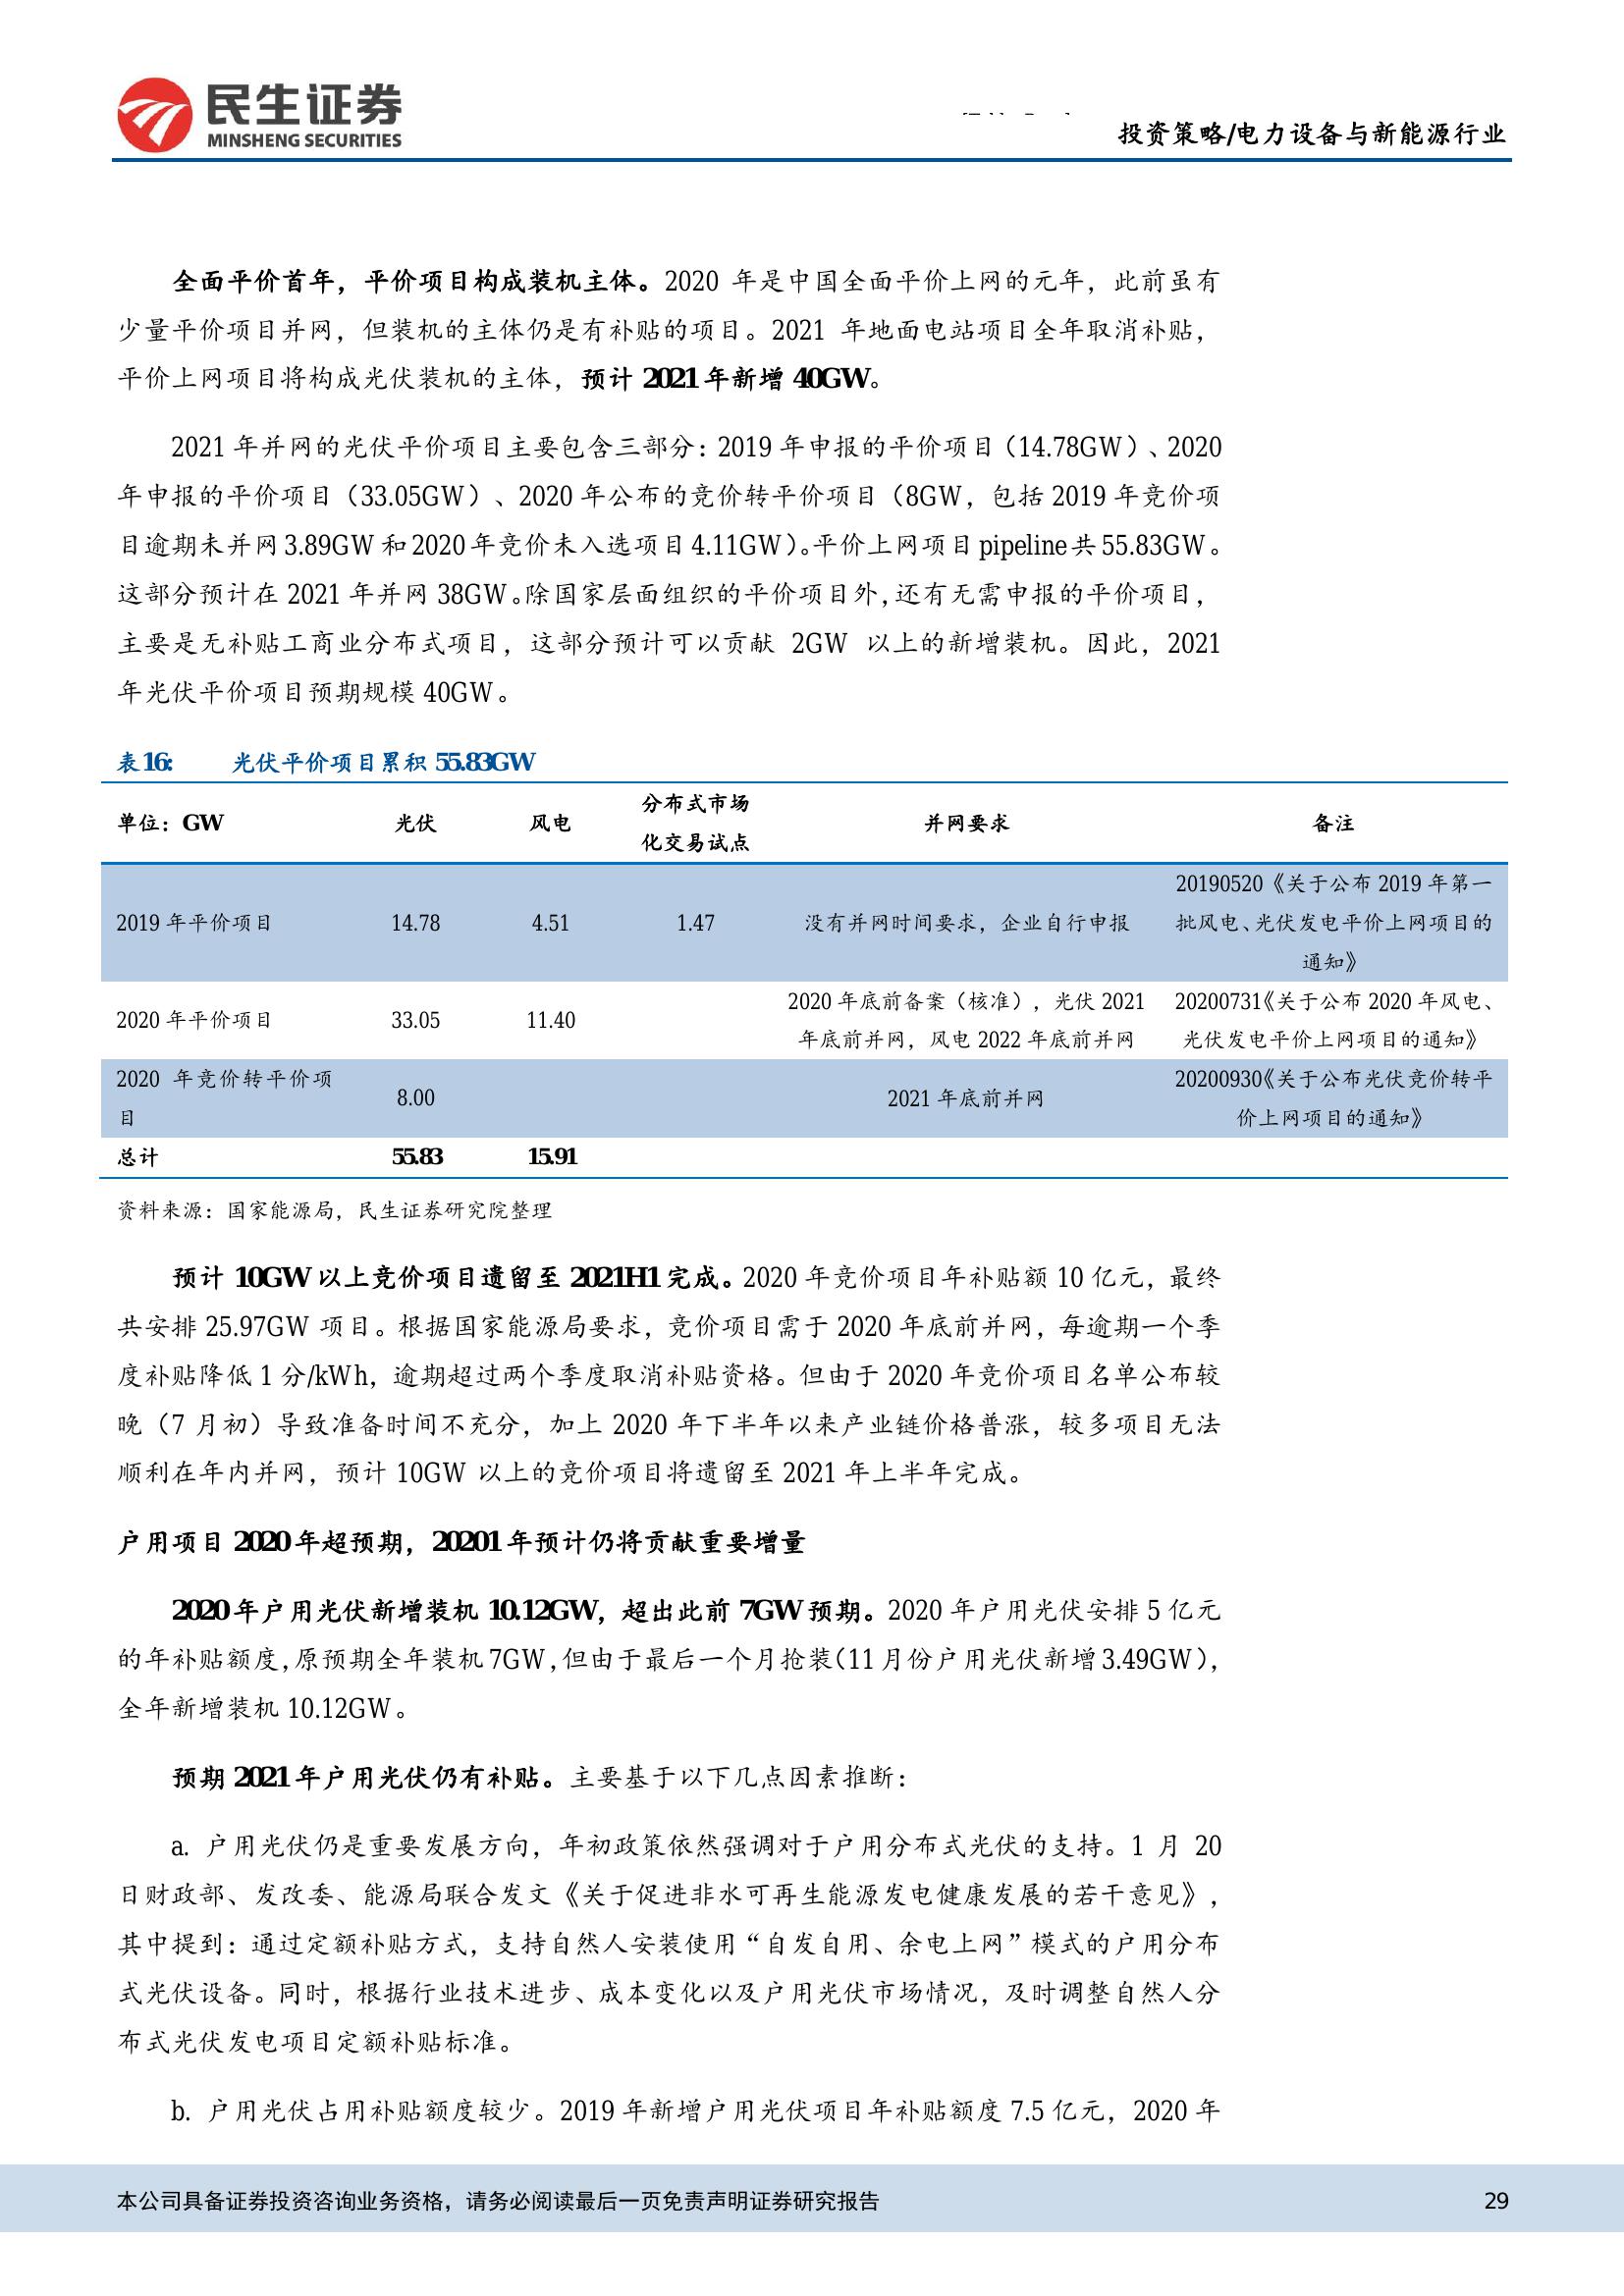 民生证券
MINSHENG SECURITIES
投资策略/电力设备与新能源行业
全面平价首年，平价项目构成装机主体。2020 年是中国全面平价上网的元年，此前虽有
少量平价项目并网，但装机的主体仍是有补贴的项目。2021 年地面电站项目全年取消补贴，
平价上网项目将构成光伏装机的主体，预计 2021 年新增 40GW。
2021 年并网的光伏平价项目主要包含三部分：2019 年申报的平价项目（14.78GW）、2020
年申报的平价项目（33.05GW）、2020 年公布的竞价转平价项目（8GW，包括 2019 年竞价项
目逾期未并网 3.89GW 和 2020 年竞价未入选项目 4.11GW）。平价上网项目 pipeline 共 55.83GW。
这部分预计在 2021 年并网 38GW。除国家层面组织的平价项目外，还有无需申报的平价项目，
主要是无补贴工商业分布式项目，这部分预计可以贡献 2GW 以上的新增装机。因此，2021
年光伏平价项目预期规模 40GW。
表 16: 光伏平价项目累积 55.83GW
单位：GW 光伏 风电 分布式市场 并网要求 备注
化交易试点
20190520《关于公布 2019 年第一
2019 年平价项目 14.78 4.51 1.47 没有并网时间要求，企业自行申报 批风电、光伏发电平价上网项目的
通知》
2020 年底前备案（核准），光伏 2021 20200731《关于公布 2020 年风电、
2020 年平价项目 33.05 11.40
年底前并网，风电 2022 年底前并网 光伏发电平价上网项目的通知》
2020 年竞价转平价项 20200930《关于公布光伏竞价转平
8.00 2021 年底前并网
目 价上网项目的通知》
总计 55.83 15.91
资料来源：国家能源局，民生证券研究院整理
预计 10GW 以上竞价项目遗留至 2021H1 完成。2020 年竞价项目年补贴额 10 亿元，最终
共安排 25.97GW 项目。根据国家能源局要求，竞价项目需于 2020 年底前并网，每逾期一个季
度补贴降低 1 分/kWh，逾期超过两个季度取消补贴资格。但由于 2020 年竞价项目名单公布较
晚（7 月初）导致准备时间不充分，加上 2020 年下半年以来产业链价格普涨，较多项目无法
顺利在年内并网，预计 10GW 以上的竞价项目将遗留至 2021 年上半年完成。
户用项目 2020 年超预期，20201 年预计仍将贡献重要增量
2020 年户用光伏新增装机 10.12GW，超出此前 7GW 预期。2020 年户用光伏安排 5 亿元
的年补贴额度，原预期全年装机 7GW，但由于最后一个月抢装（11 月份户用光伏新增 3.49GW），
全年新增装机 10.12GW。
预期 2021 年户用光伏仍有补贴。主要基于以下几点因素推断：
a. 户用光伏仍是重要发展方向，年初政策依然强调对于户用分布式光伏的支持。1 月 20
日财政部、发改委、能源局联合发文《关于促进非水可再生能源发电健康发展的若干意见》，
其中提到：通过定额补贴方式，支持自然人安装使用“自发自用、余电上网”模式的户用分布
式光伏设备。同时，根据行业技术进步、成本变化以及户用光伏市场情况，及时调整自然人分
布式光伏发电项目定额补贴标准。
b. 户用光伏占用补贴额度较少。2019 年新增户用光伏项目年补贴额度 7.5 亿元，2020 年
本公司具备证券投资咨询业务资格，请务必阅读最后一页免责声明证券研究报告 29